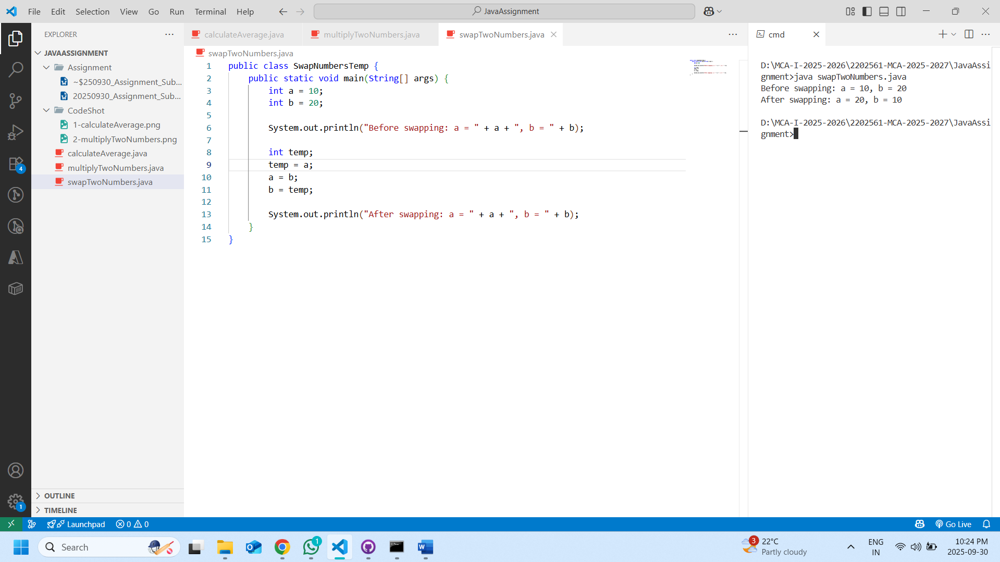 File Edit Selection View Go Run Terminal Help
JavaAssignment
EXPLORER
JAVAASSIGNMENT
Assignment
~$250930_Assignment_Sub...
20250930_Assignment_Sub...
CodeShot
1-calculateAverage.png
2-multiplyTwoNumbers.png
calculateAverage.java
multiplyTwoNumbers.java
swapTwoNumbers.java
OUTLINE
TIMELINE
4
1
calculateAverage.java multiplyTwoNumbers.java swapTwoNumbers.java
swapTwoNumbers.java
1 public class SwapNumbersTemp {
2 public static void main(String[] args) {
3 int a = 10;
4 int b = 20;
5
6 System.out.println("Before swapping: a = " + a + ", b = " + b);
7
8 int temp;
9 temp = a;
10 a = b;
11 b = temp;
12
13 System.out.println("After swapping: a = " + a + ", b = " + b);
14 }
15 }
cmd
D:\MCA-I-2025-2026\2202561-MCA-2025-2027\JavaAssi
gnment>java swapTwoNumbers.java
Before swapping: a = 10, b = 20
After swapping: a = 20, b = 10
D:\MCA-I-2025-2026\2202561-MCA-2025-2027\JavaAssi
gnment>
Launchpad 0 0 Go Live
Search
1
3
22°C
Partly cloudy
ENG
IN
10:24 PM
2025-09-30